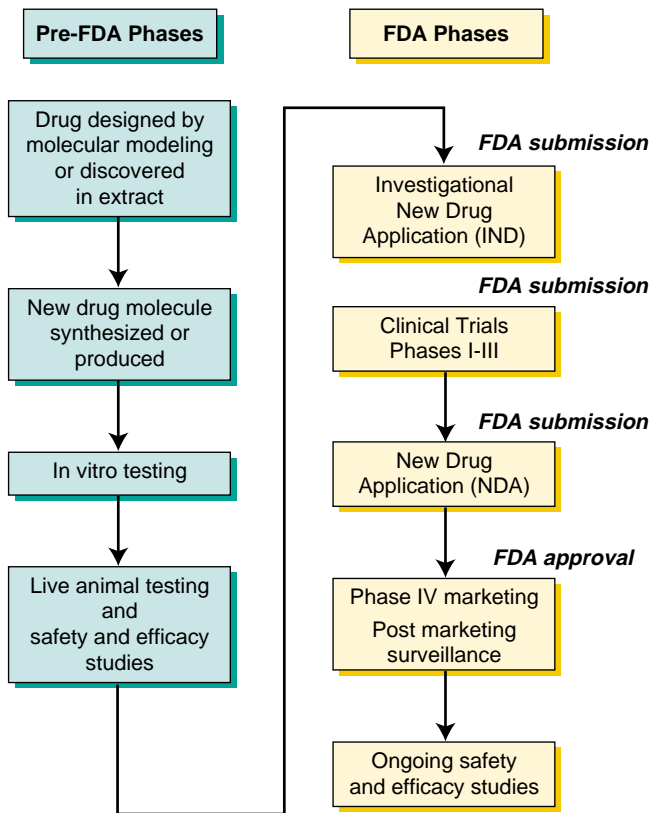 Pre-FDA Phases
Drug designed by
molecular modeling
or discovered
in extract
New drug molecule
synthesized or
produced
In vitro testing
Live animal testing
and
safety and efficacy
studies
FDA Phases
FDA submission
Investigational
New Drug
Application (IND)
FDA submission
Clinical Trials
Phases I-III
FDA submission
New Drug
Application (NDA)
FDA approval
Phase IV marketing
Post marketing
surveillance
Ongoing safety
and efficacy studies